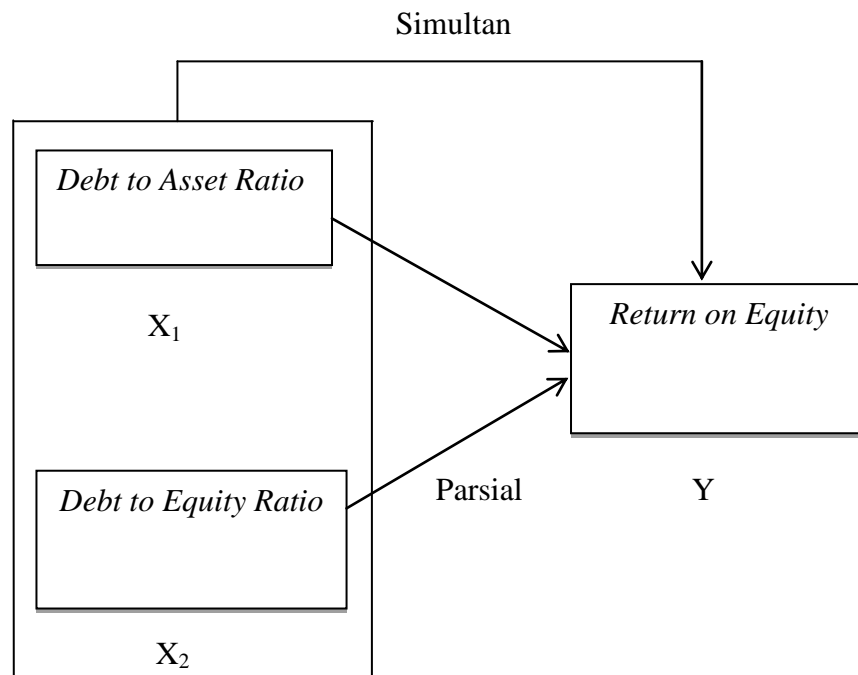 Simultan
Debt to Asset Ratio
X₁
Return on Equity
Debt to Equity Ratio
Parsial
Y
X₂